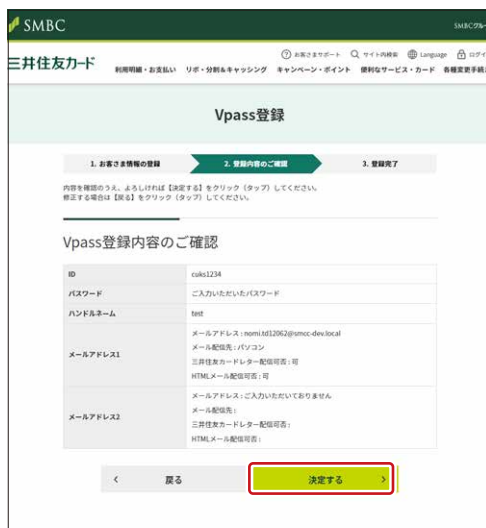 SMBC
SMBCグループ
三井住友カード
お客さまサポート サイト内検索 Language
利用明細・お支払い リボ・分割&キャッシング キャンペーン・ポイント 便利なサービス・カード 各種変更手続
Vpass登録
1. お客さま情報の登録 2. 登録内容のご確認 3. 登録完了
内容を確認のうえ、よろしければ【決定する】をクリック（タップ）してください。
修正する場合は【戻る】をクリック（タップ）してください。
Vpass登録内容のご確認
ID cuks1234
パスワード ご入力いただいたパスワード
ハンドルネーム test
メールアドレス1
メールアドレス：nomi.td12062@smcc-dev.local
メール配信先：パソコン
三井住友カードレター配信可否：可
HTMLメール配信可否：可
メールアドレス2
メールアドレス：ご入力いただいておりません
メール配信先：
三井住友カードレター配信可否：
HTMLメール配信可否：
< 戻る
決定する >